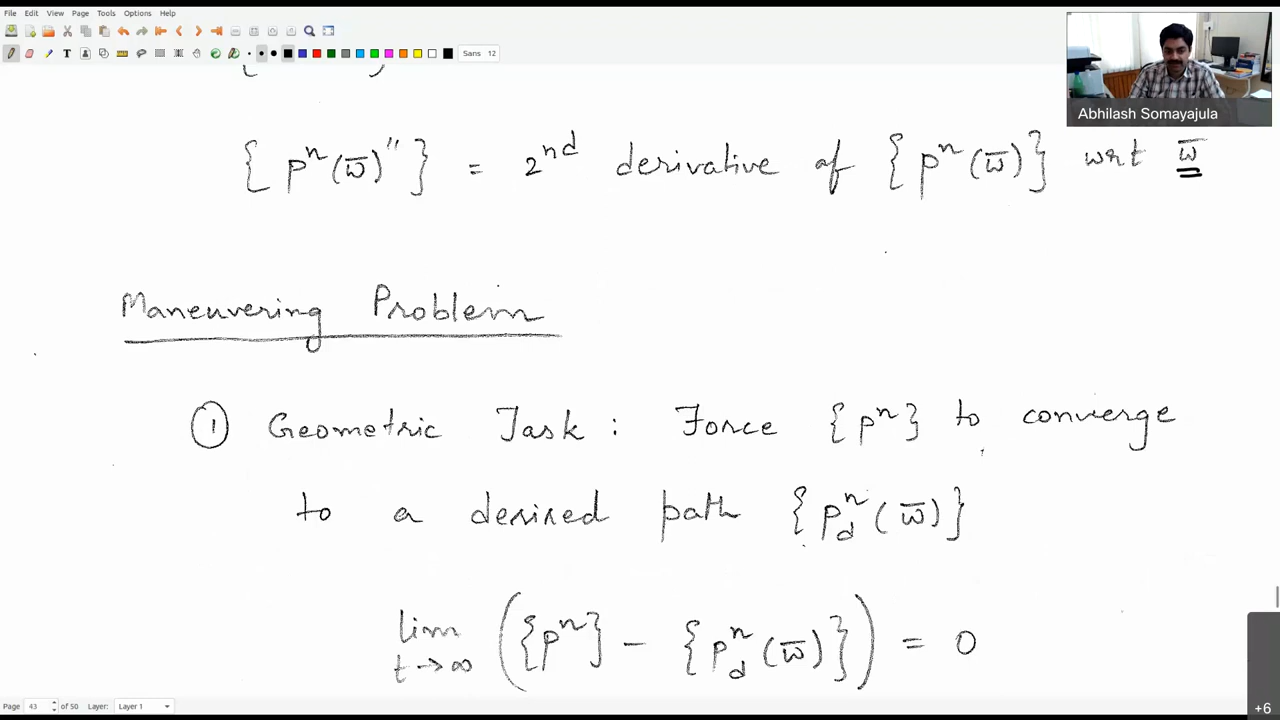 File Edit View Page Tools Options Help
Sans 12
Abhilash Somayajula
{ pⁿ(ϖ)'' } = 2ⁿᵈ derivative of { pⁿ(ϖ) } wrt ϖ
Maneuvering Problem
① Geometric Task : Force { pⁿ } to converge
to a desired path { p_dⁿ(ϖ) }
lim t→∞ ( { pⁿ } - { p_dⁿ(ϖ) } ) = 0
Page 43 of 50 Layer: Layer 1
+6